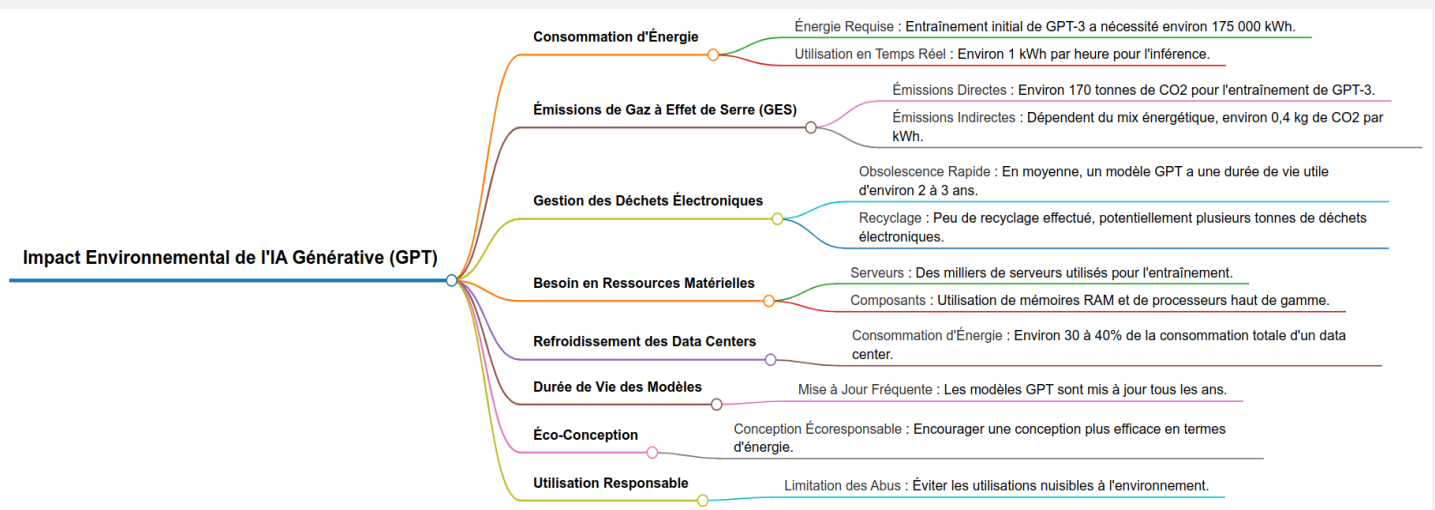 Impact Environnemental de l'IA Générative (GPT)
Consommation d'Énergie
Énergie Requise : Entraînement initial de GPT-3 a nécessité environ 175 000 kWh.
Utilisation en Temps Réel : Environ 1 kWh par heure pour l'inférence.
Émissions de Gaz à Effet de Serre (GES)
Émissions Directes : Environ 170 tonnes de CO2 pour l'entraînement de GPT-3.
Émissions Indirectes : Dépendent du mix énergétique, environ 0,4 kg de CO2 par
kWh.
Gestion des Déchets Électroniques
Obsolescence Rapide : En moyenne, un modèle GPT a une durée de vie utile
d'environ 2 à 3 ans.
Recyclage : Peu de recyclage effectué, potentiellement plusieurs tonnes de déchets
électroniques.
Besoin en Ressources Matérielles
Serveurs : Des milliers de serveurs utilisés pour l'entraînement.
Composants : Utilisation de mémoires RAM et de processeurs haut de gamme.
Refroidissement des Data Centers
Consommation d'Énergie : Environ 30 à 40% de la consommation totale d'un data
center.
Durée de Vie des Modèles
Mise à Jour Fréquente : Les modèles GPT sont mis à jour tous les ans.
Éco-Conception
Conception Écoresponsable : Encourager une conception plus efficace en termes
d'énergie.
Utilisation Responsable
Limitation des Abus : Éviter les utilisations nuisibles à l'environnement.